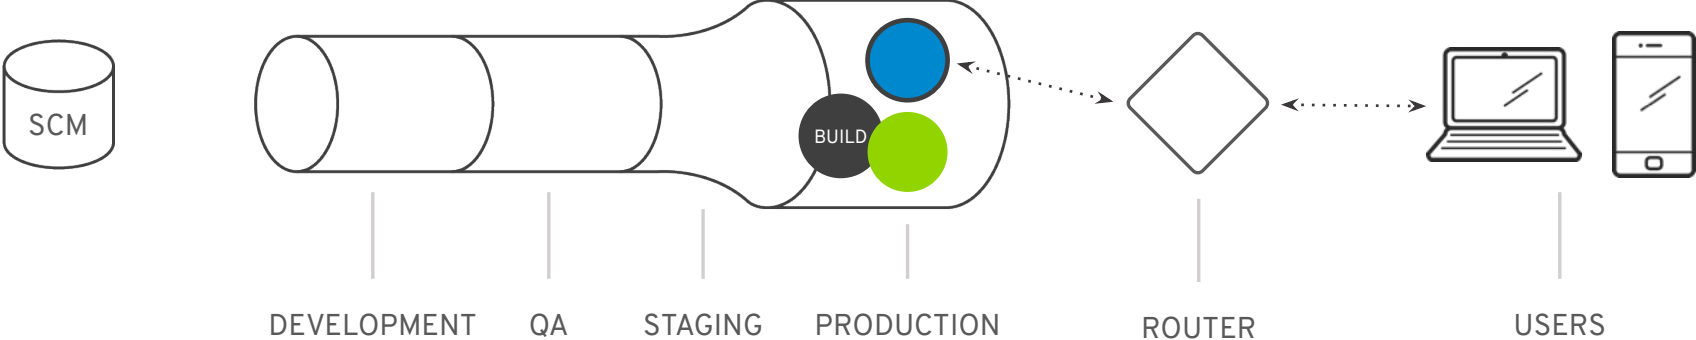 SCM
BUILD
DEVELOPMENT
QA
STAGING
PRODUCTION
ROUTER
USERS